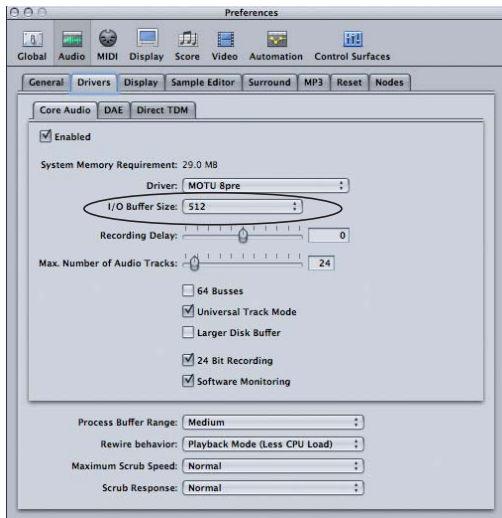 Preferences
Global Audio MIDI Display Score Video Automation Control Surfaces
General Drivers Display Sample Editor Surround MP3 Reset Nodes
Core Audio DAE Direct TDM
Enabled
System Memory Requirement: 29.0 MB
Driver: MOTU 8pre
I/O Buffer Size: 512
Recording Delay: 0
Max. Number of Audio Tracks: 24
64 Busses
Universal Track Mode
Larger Disk Buffer
24 Bit Recording
Software Monitoring
Process Buffer Range: Medium
Rewire behavior: Playback Mode (Less CPU Load)
Maximum Scrub Speed: Normal
Scrub Response: Normal